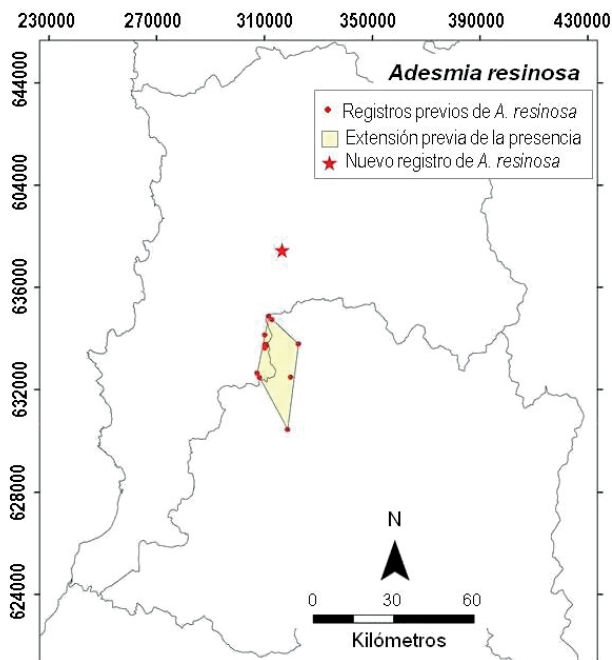 230000 270000 310000 350000 390000 430000
Adesmia resinosa
Registros previos de A. resinosa
Extensión previa de la presencia
Nuevo registro de A. resinosa
644000
604000
636000
632000
628000
624000
N
0 30 60
Kilómetros